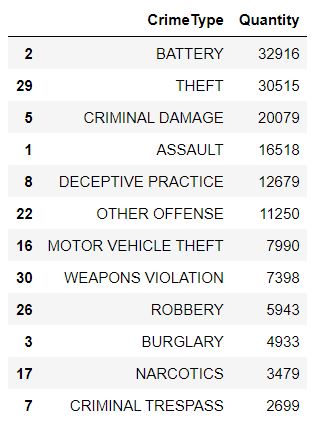 CrimeType Quantity
2 BATTERY 32916
29 THEFT 30515
5 CRIMINAL DAMAGE 20079
1 ASSAULT 16518
8 DECEPTIVE PRACTICE 12679
22 OTHER OFFENSE 11250
16 MOTOR VEHICLE THEFT 7990
30 WEAPONS VIOLATION 7398
26 ROBBERY 5943
3 BURGLARY 4933
17 NARCOTICS 3479
7 CRIMINAL TRESPASS 2699